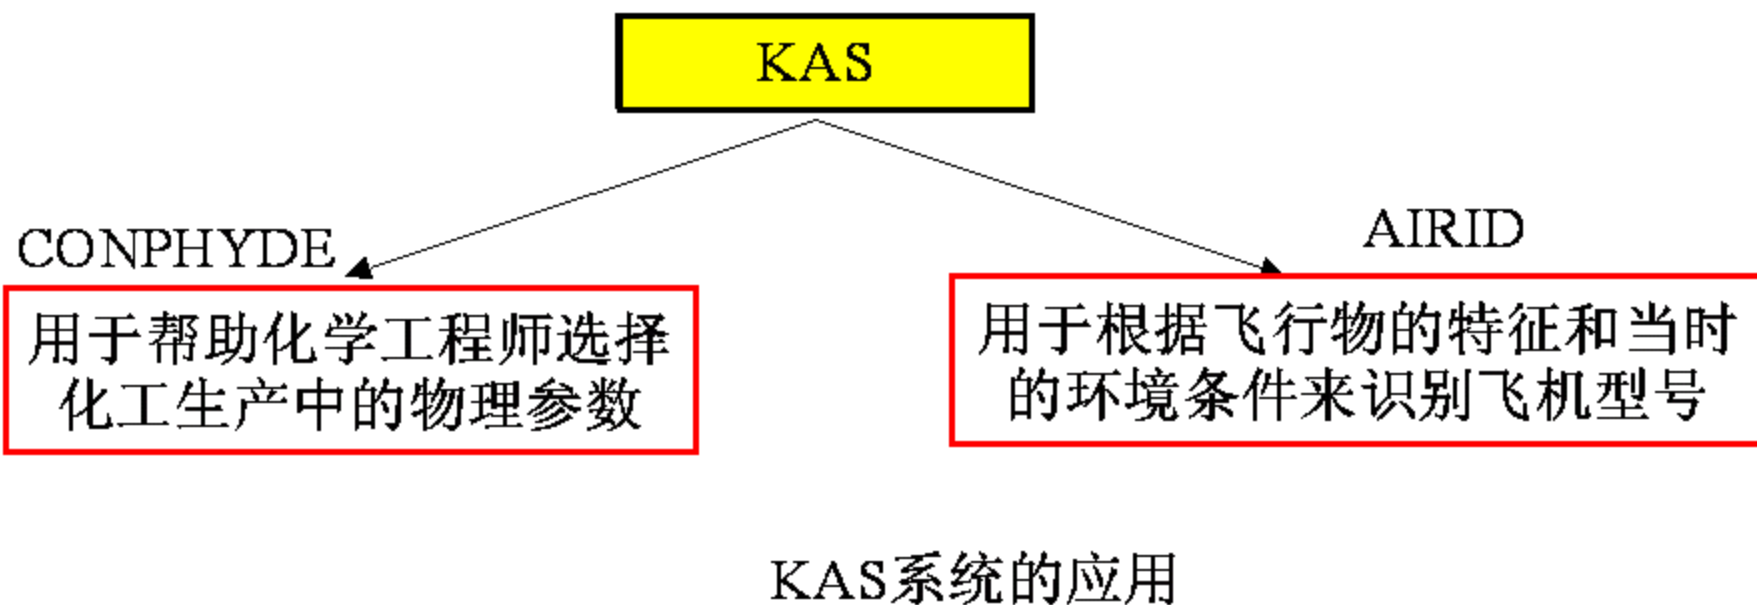 KAS
CONPHYDE
AIRID
用于帮助化学工程师选择
化工生产中的物理参数
用于根据飞行物的特征和当时
的环境条件来识别飞机型号
KAS系统的应用